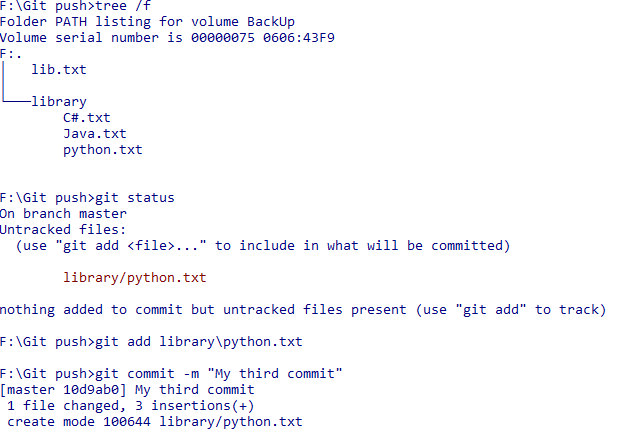 F:\Git push>tree /f
Folder PATH listing for volume BackUp
Volume serial number is 00000075 0606:43F9
F:.
│   lib.txt
│
└───library
        C#.txt
        Java.txt
        python.txt

F:\Git push>git status
On branch master
Untracked files:
  (use "git add <file>..." to include in what will be committed)

        library/python.txt

nothing added to commit but untracked files present (use "git add" to track)

F:\Git push>git add library\python.txt

F:\Git push>git commit -m "My third commit"
[master 10d9ab0] My third commit
 1 file changed, 3 insertions(+)
 create mode 100644 library/python.txt